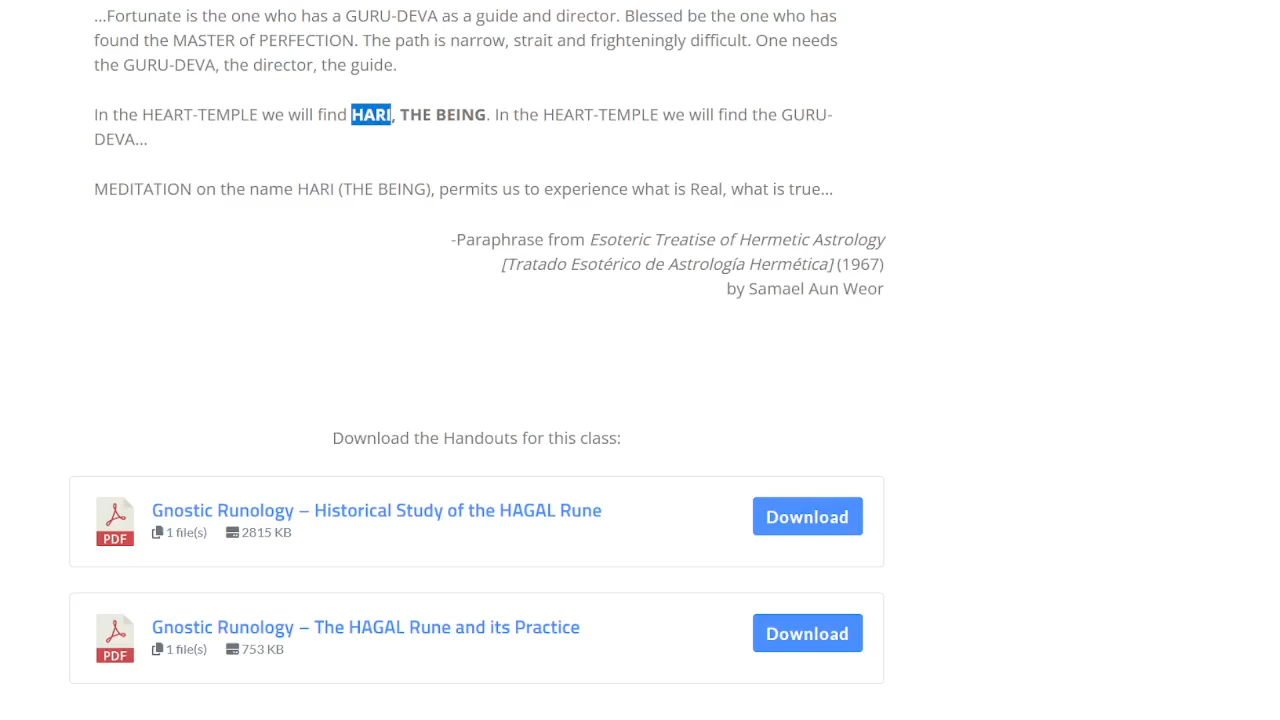 ...Fortunate is the one who has a GURU-DEVA as a guide and director. Blessed be the one who has
found the MASTER of PERFECTION. The path is narrow, strait and frighteningly difficult. One needs
the GURU-DEVA, the director, the guide.
In the HEART-TEMPLE we will find HARI, THE BEING. In the HEART-TEMPLE we will find the GURU-
DEVA...
MEDITATION on the name HARI (THE BEING), permits us to experience what is Real, what is true...
-Paraphrase from Esoteric Treatise of Hermetic Astrology
[Tratado Esotérico de Astrología Hermética] (1967)
by Samael Aun Weor
Download the Handouts for this class:
Gnostic Runology – Historical Study of the HAGAL Rune
1 file(s) 2815 KB
PDF
Download
Gnostic Runology – The HAGAL Rune and its Practice
1 file(s) 753 KB
PDF
Download